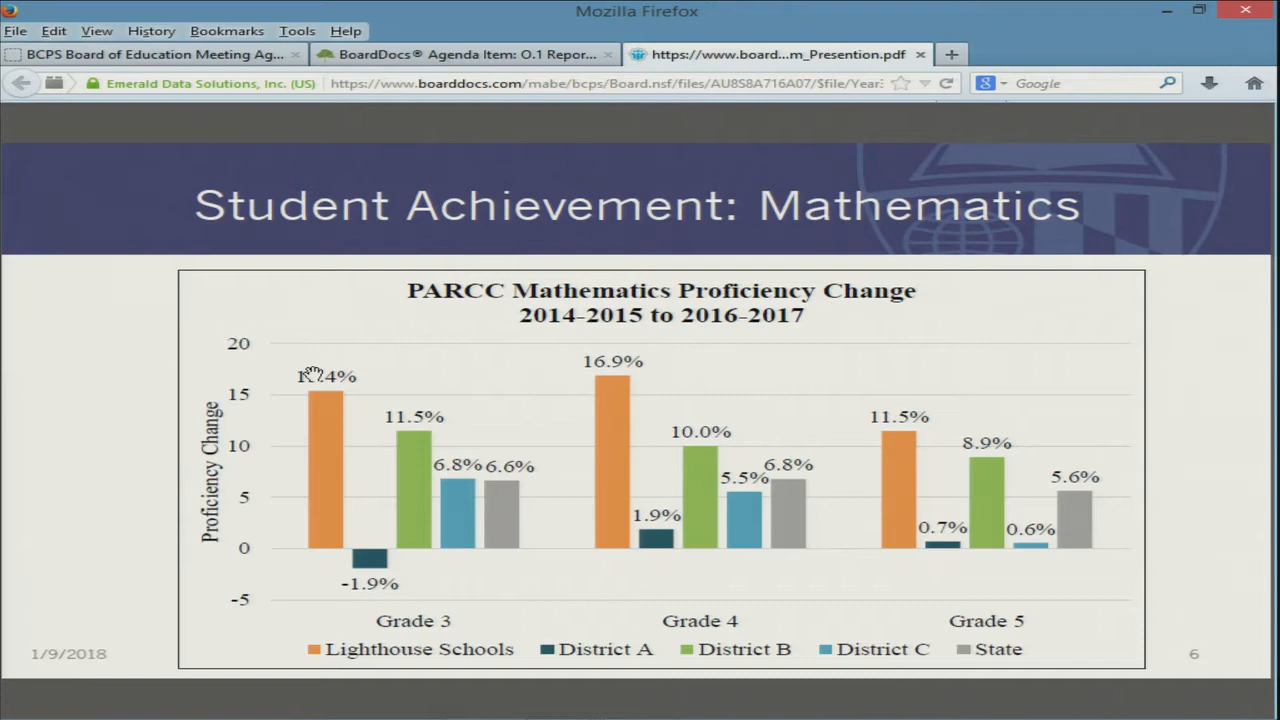 Mozilla Firefox
File Edit View History Bookmarks Tools Help
BCPS Board of Education Meeting Ag... × BoardDocs® Agenda Item: O.1 Repor... × https://www.board...m_Presention.pdf × +
Emerald Data Solutions, Inc. (US) https://www.boarddocs.com/mabe/bcps/Board.nsf/files/AU8S8A716A07/$file/Year: Google
Student Achievement: Mathematics
PARCC Mathematics Proficiency Change
2014-2015 to 2016-2017
Proficiency Change
20
15
10
5
0
-5
-1.9% 11.5% 6.8% 6.6%
16.9% 1.9% 10.0% 5.5% 6.8%
11.5% 0.7% 8.9% 0.6% 5.6%
Grade 3 Grade 4 Grade 5
Lighthouse Schools District A District B District C State
1/9/2018
6